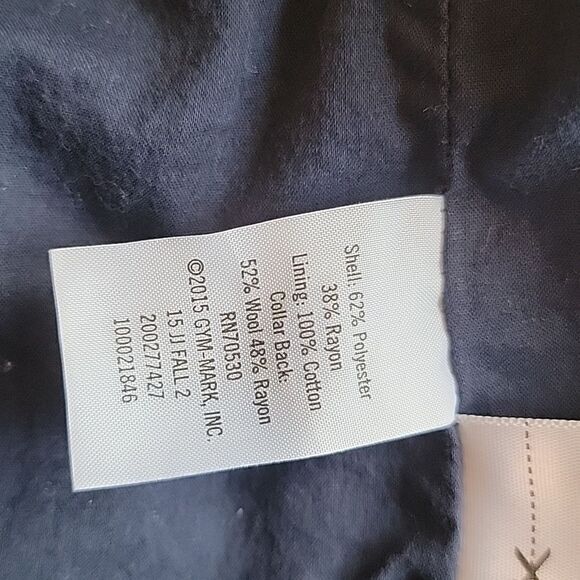 Shell: 62% Polyester
38% Rayon
Lining: 100% Cotton
Collar Back:
52% Wool 48% Rayon
RN70530
©2015 GYM-MARK, INC.
15 JJ FALL 2
200277427
100021846